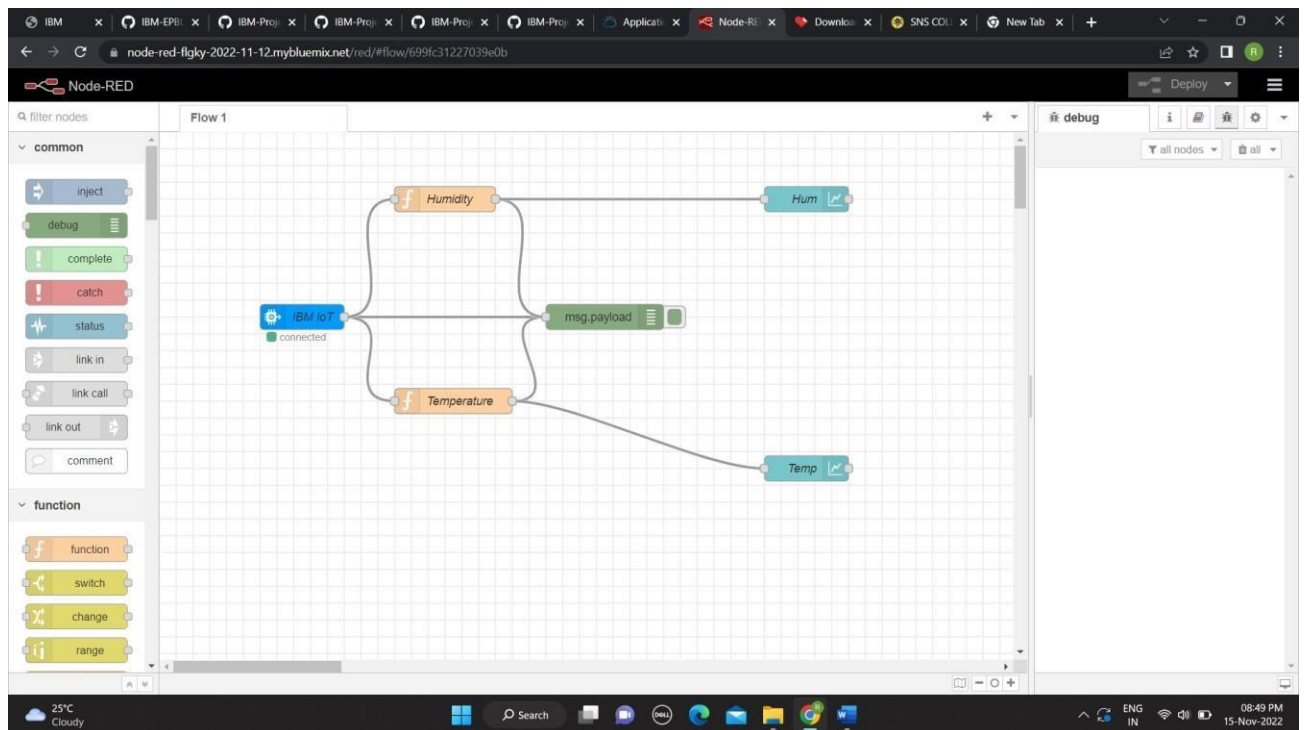 IBM
IBM-EPBL
IBM-Proj
IBM-Proj
IBM-Proj
IBM-Proj
Applicati
Node-RE
Downloa
SNS COLL
New Tab
node-red-flgky-2022-11-12.mybluemix.net/red/#flow/699fc31227039e0b
R
Node-RED
Deploy
filter nodes
Flow 1
debug
i
common
all nodes
all
inject
debug
complete
catch
status
link in
link call
link out
comment
function
function
switch
change
range
Humidity
Hum
IBM IoT
connected
msg.payload
Temperature
Temp
25°C
Cloudy
Search
DELL
W
ENG
IN
08:49 PM
15-Nov-2022